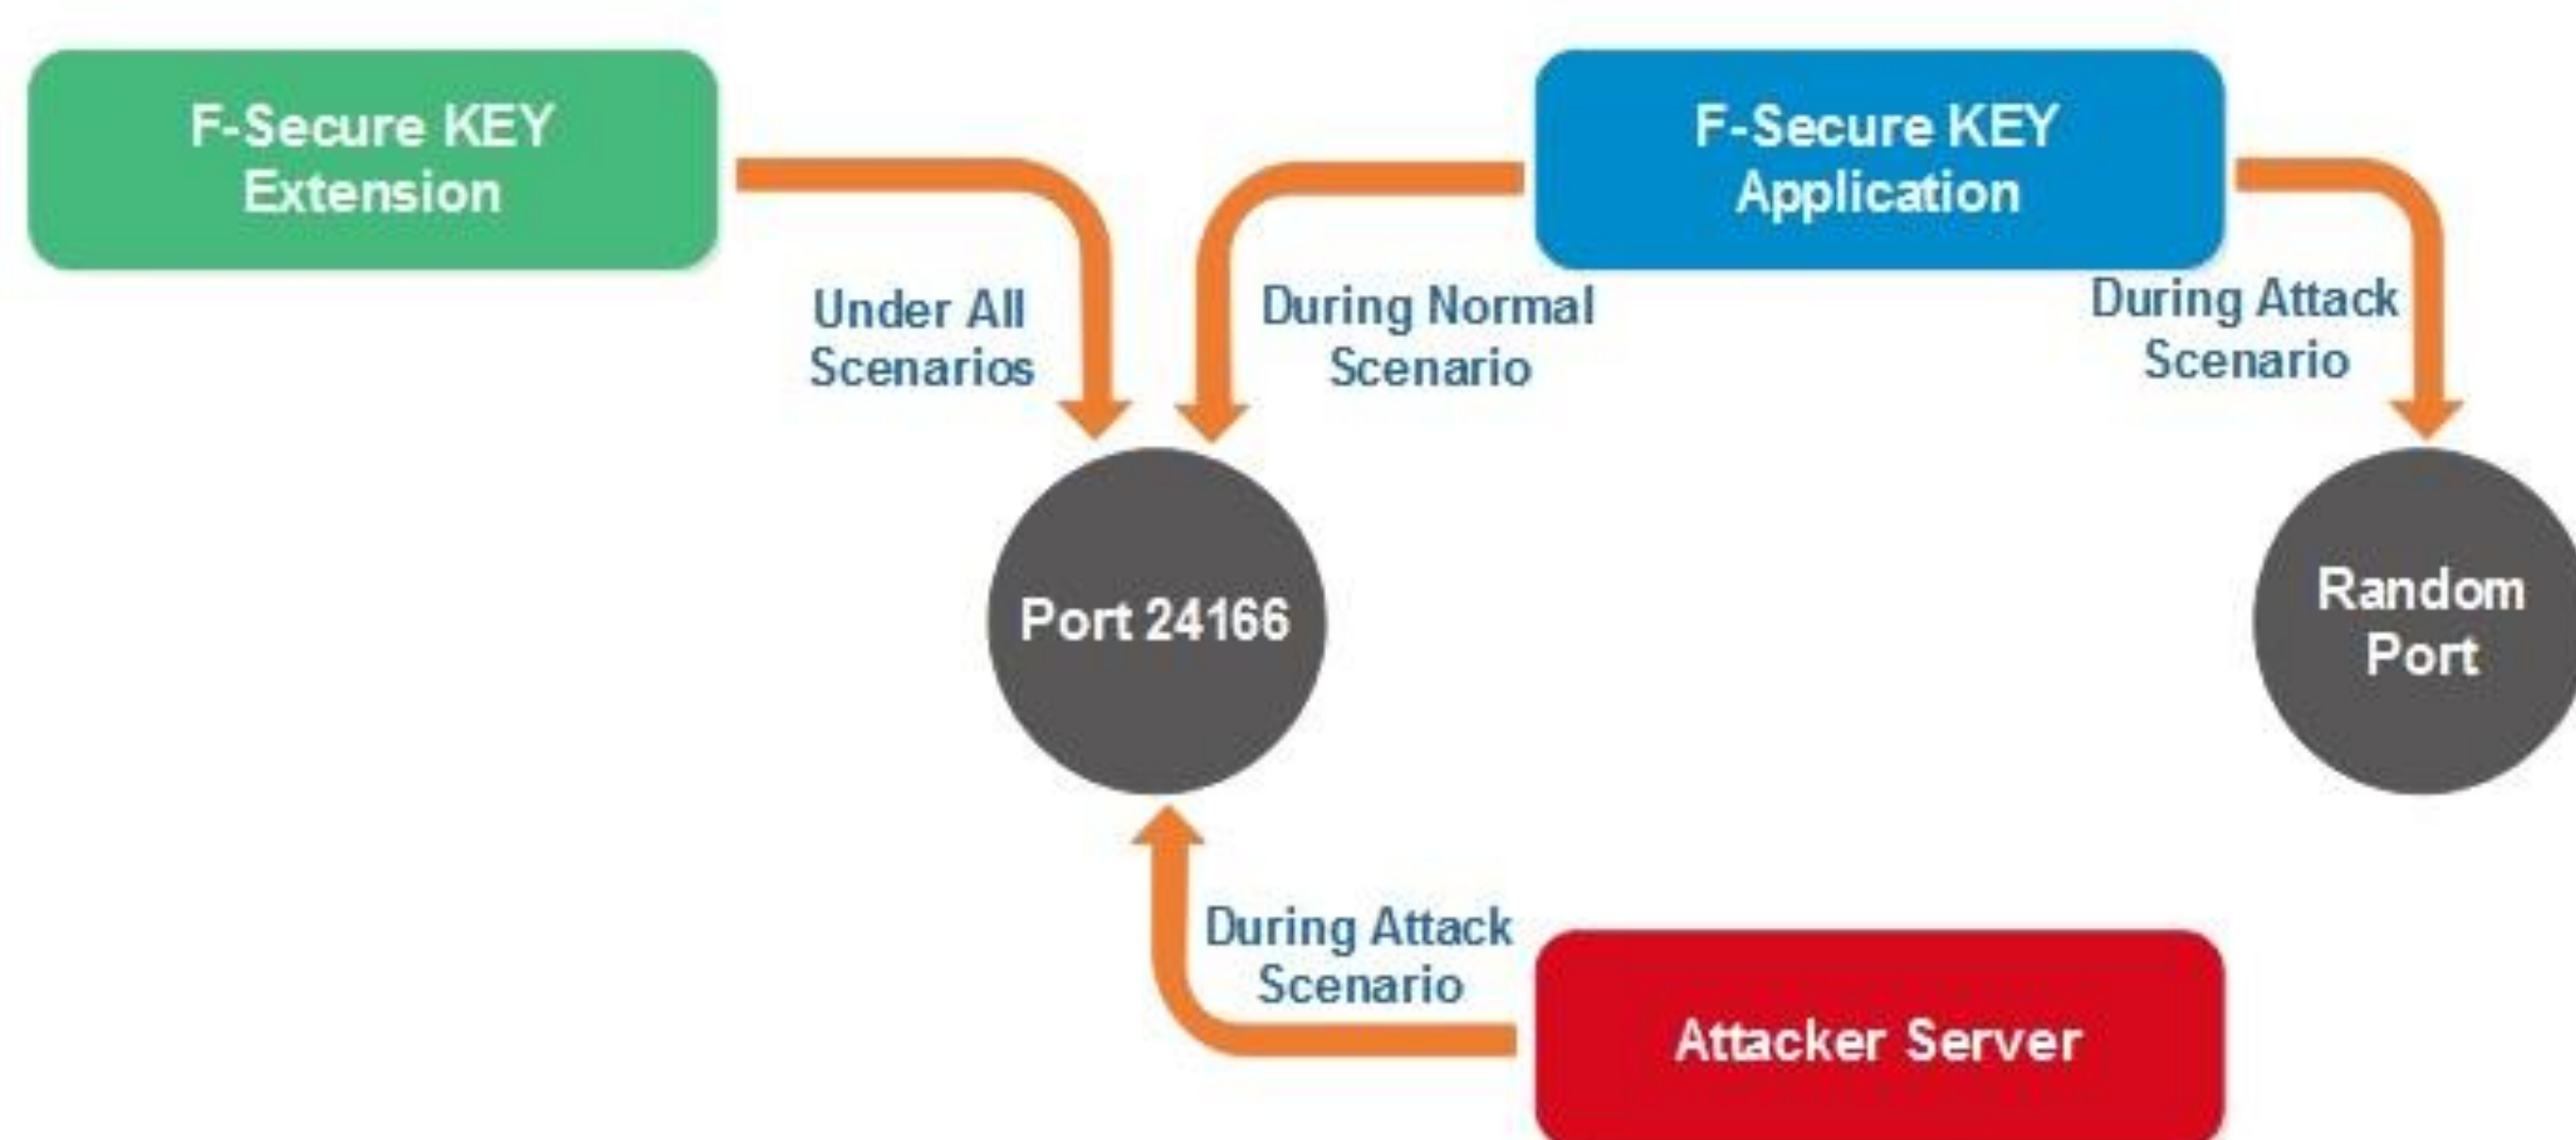 F-Secure KEY
Extension
F-Secure KEY
Application
Under All
Scenarios
During Normal
Scenario
During Attack
Scenario
Port 24166
Random
Port
During Attack
Scenario
Attacker Server